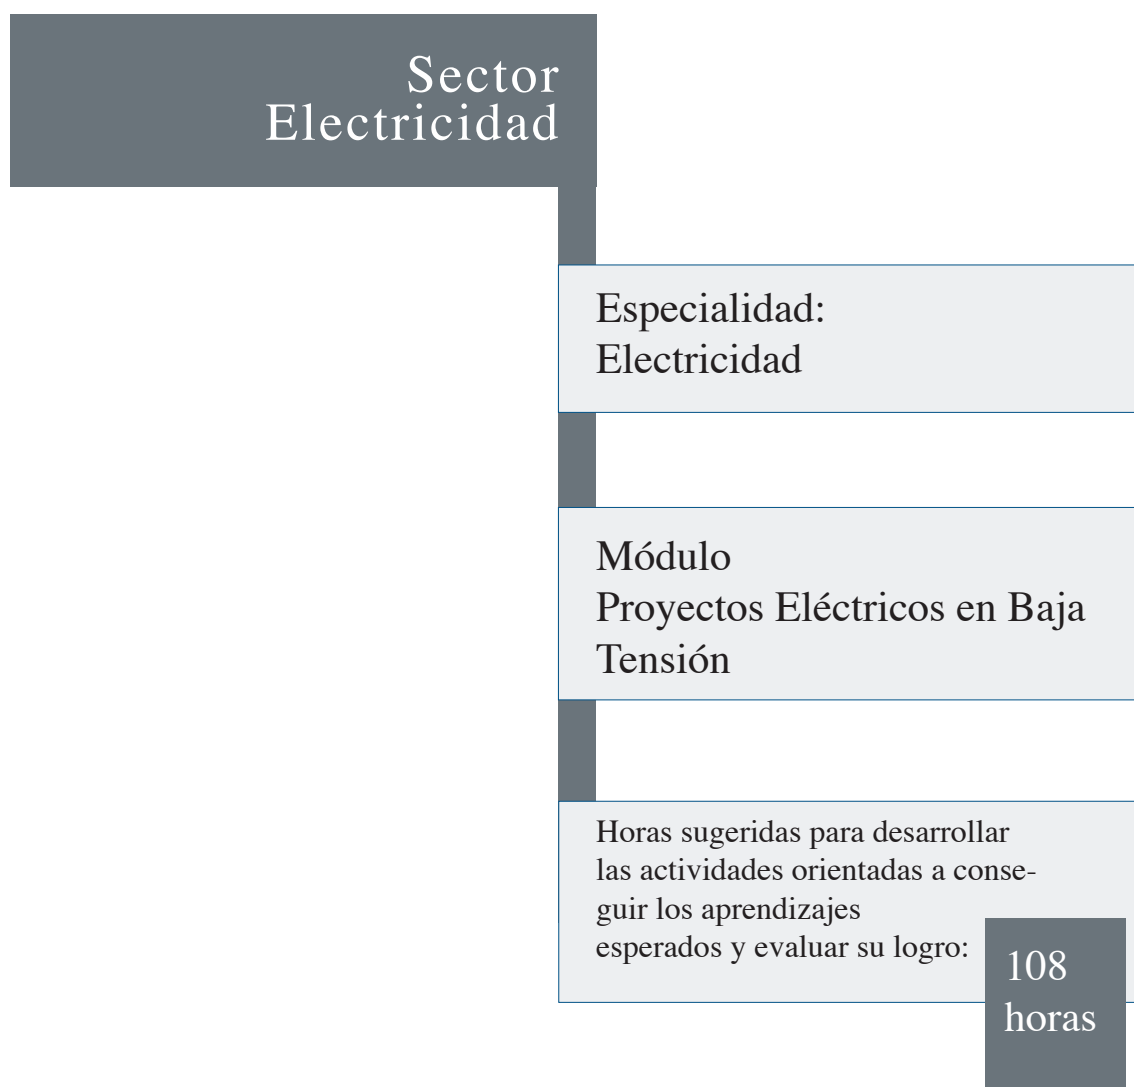 Sector
Electricidad
Especialidad:
Electricidad
Módulo
Proyectos Eléctricos en Baja
Tensión
Horas sugeridas para desarrollar
las actividades orientadas a conse-
guir los aprendizajes
esperados y evaluar su logro:
108
horas